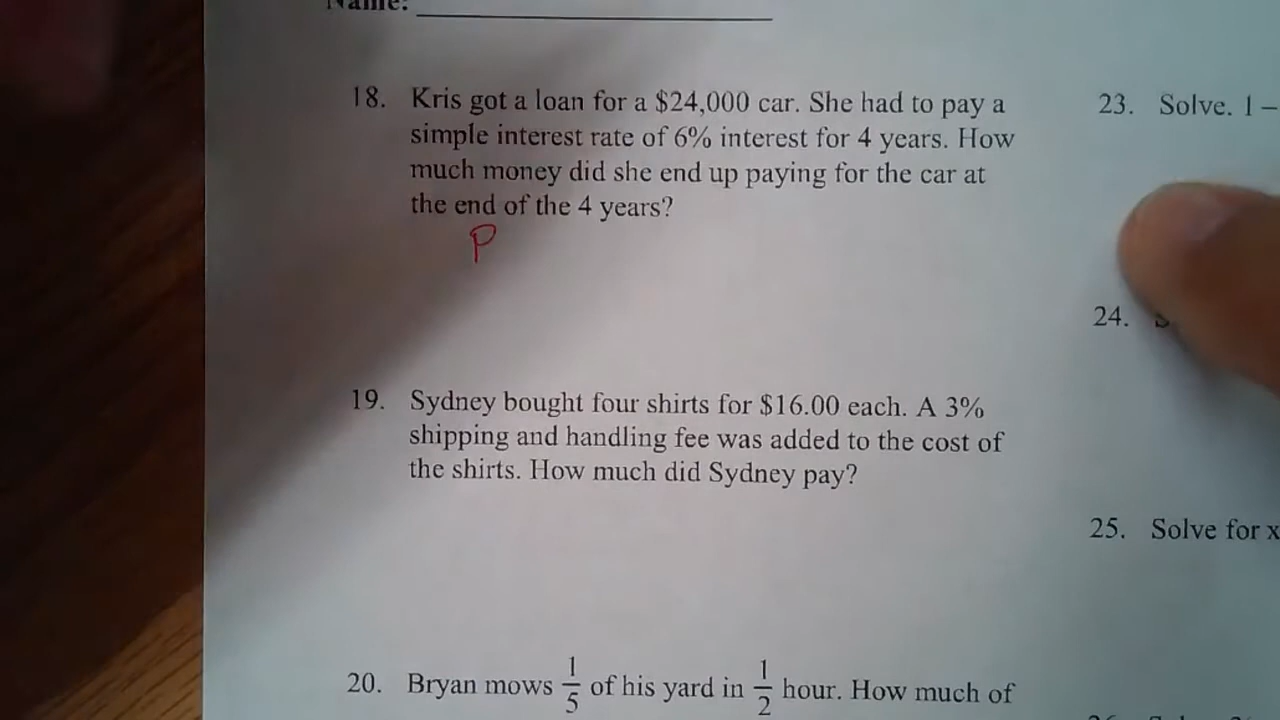 Name:
18. Kris got a loan for a $24,000 car. She had to pay a
simple interest rate of 6% interest for 4 years. How
much money did she end up paying for the car at
the end of the 4 years?
P
19. Sydney bought four shirts for $16.00 each. A 3%
shipping and handling fee was added to the cost of
the shirts. How much did Sydney pay?
20. Bryan mows 1/5 of his yard in 1/2 hour. How much of
23. Solve. 1 –
24.
25. Solve for x